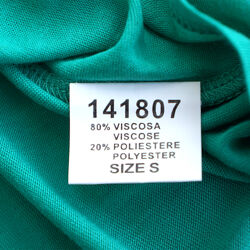 141807
80% VISCOSA
VISCOSE
20% POLIESTERE
POLYESTER
SIZE S